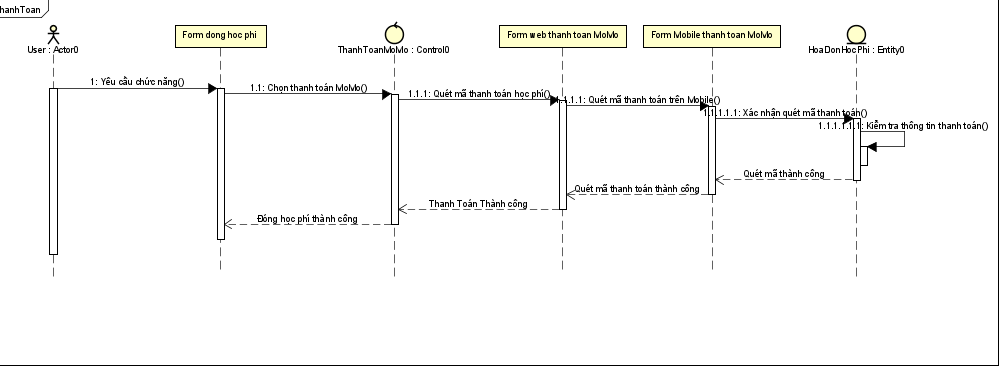 hanhToan
User : Actor0
Form dong hoc phi
ThanhToanMoMo : Control0
Form web thanh toan MoMo
Form Mobile thanh toan MoMo
HoaDonHocPhi : Entity0
1: Yêu cầu chức năng()
1.1: Chọn thanh toán MoMo()
1.1.1: Quét mã thanh toán học phí()
1.1.1.1: Quét mã thanh toán trên Mobile()
1.1.1.1.1: Xác nhận quét mã thanh toán()
1.1.1.1.1.1: Kiểm tra thông tin thanh toán()
Quét mã thành công
Quét mã thanh toán thành công
Thanh Toán Thành công
Đóng học phí thành công